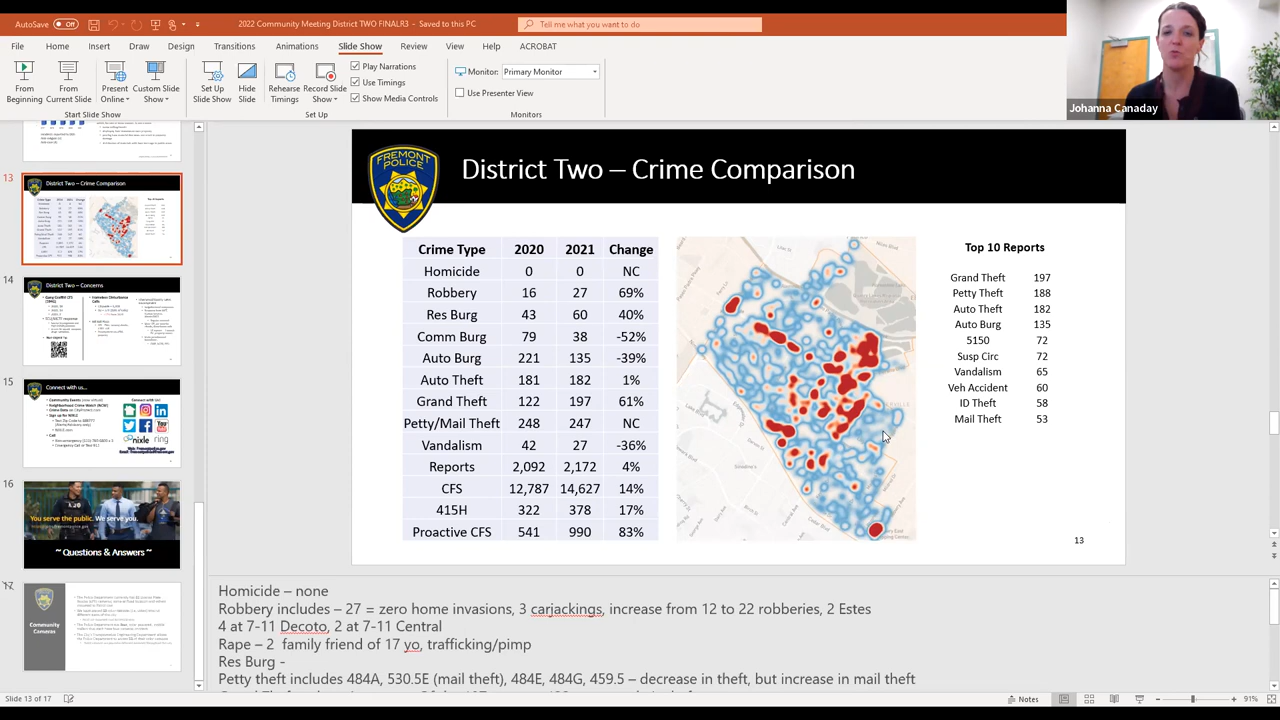 AutoSave Off
2022 Community Meeting District TWO FINALR3 - Saved to this PC
Tell me what you want to do
File Home Insert Draw Design Transitions Animations Slide Show Review View Help ACROBAT
From Beginning
From Current Slide
Present Online
Custom Slide Show
Set Up Slide Show
Hide Slide
Rehearse Timings
Record Slide Show
Play Narrations
Use Timings
Show Media Controls
Monitor: Primary Monitor
Use Presenter View
Start Slide Show
Set Up
Monitors
Johanna Canaday
13
District Two – Crime Comparison
14
District Two – Concerns
15
Connect with us...
16
You serve the public. We serve you.
~ Questions & Answers ~
17
Community Cameras
FREMONT POLICE
District Two – Crime Comparison
Crime Type 2020 2021 Change
Homicide 0 0 NC
Robbery 16 27 69%
Res Burg 43 60 40%
Comm Burg 79 38 -52%
Auto Burg 221 135 -39%
Auto Theft 181 182 1%
Grand Theft 122 197 61%
Petty/Mail Theft 248 247 NC
Vandalism 42 27 -36%
Reports 2,092 2,172 4%
CFS 12,787 14,627 14%
415H 322 378 17%
Proactive CFS 541 990 83%
Top 10 Reports
Grand Theft 197
Petty Theft 188
Auto Theft 182
Auto Burg 135
5150 72
Susp Circ 72
Vandalism 65
Veh Accident 60
ID Theft 58
Mail Theft 53
13
Homicide – none
Robbery includes – 27 = zero home invasions, 3 carjackings, increase from 12 to 22 robberies, 2 Estes
4 at 7-11 Decoto, 2 at 7-11 Central
Rape – 2 family friend of 17 yo, trafficking/pimp
Res Burg -
Petty theft includes 484A, 530.5E (mail theft), 484E, 484G, 459.5 – decrease in theft, but increase in mail theft
Slide 13 of 17
Notes
91%